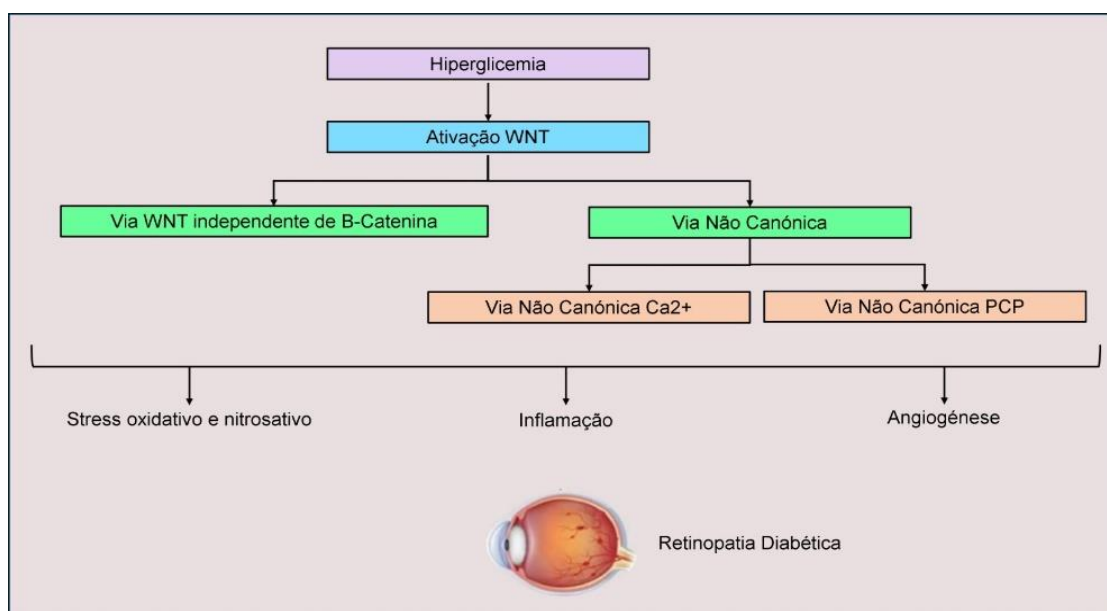 Hiperglicemia
Ativação WNT
Via WNT independente de B-Catenina
Via Não Canónica
Via Não Canónica Ca2+
Via Não Canónica PCP
Stress oxidativo e nitrosativo
Inflamação
Angiogénese
Retinopatia Diabética